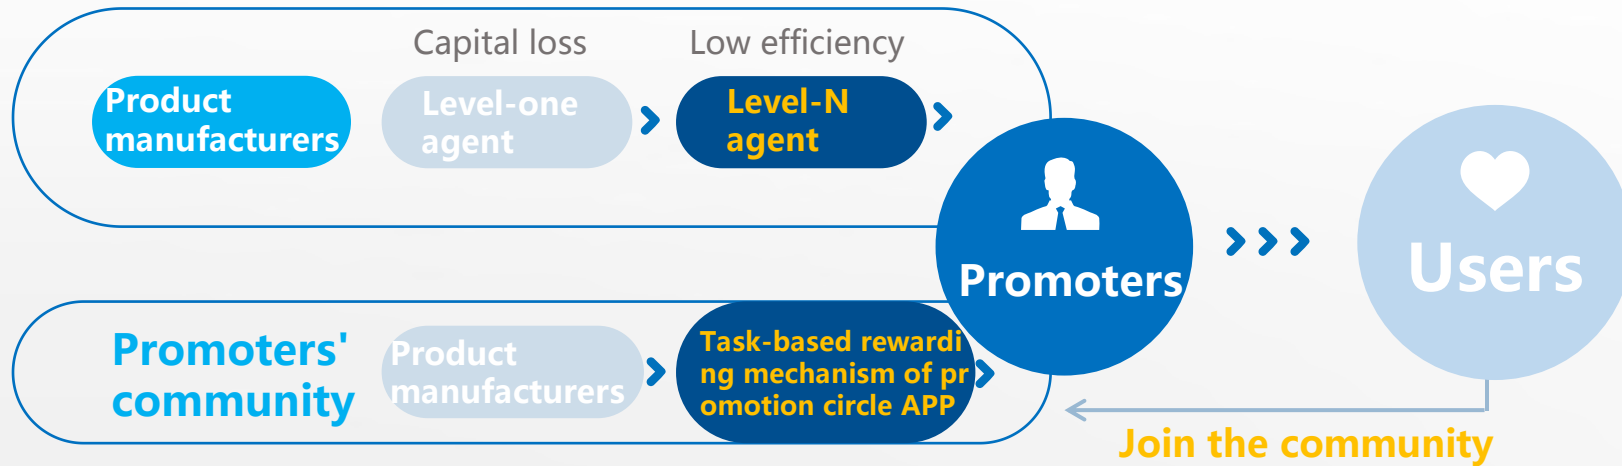 Capital loss
Low efficiency
Product
manufacturers
Level-one
agent
Level-N
agent
Promoters
Users
Promoters'
community
Product
manufacturers
Task-based rewardi
ng mechanism of pr
omotion circle APP
Join the community